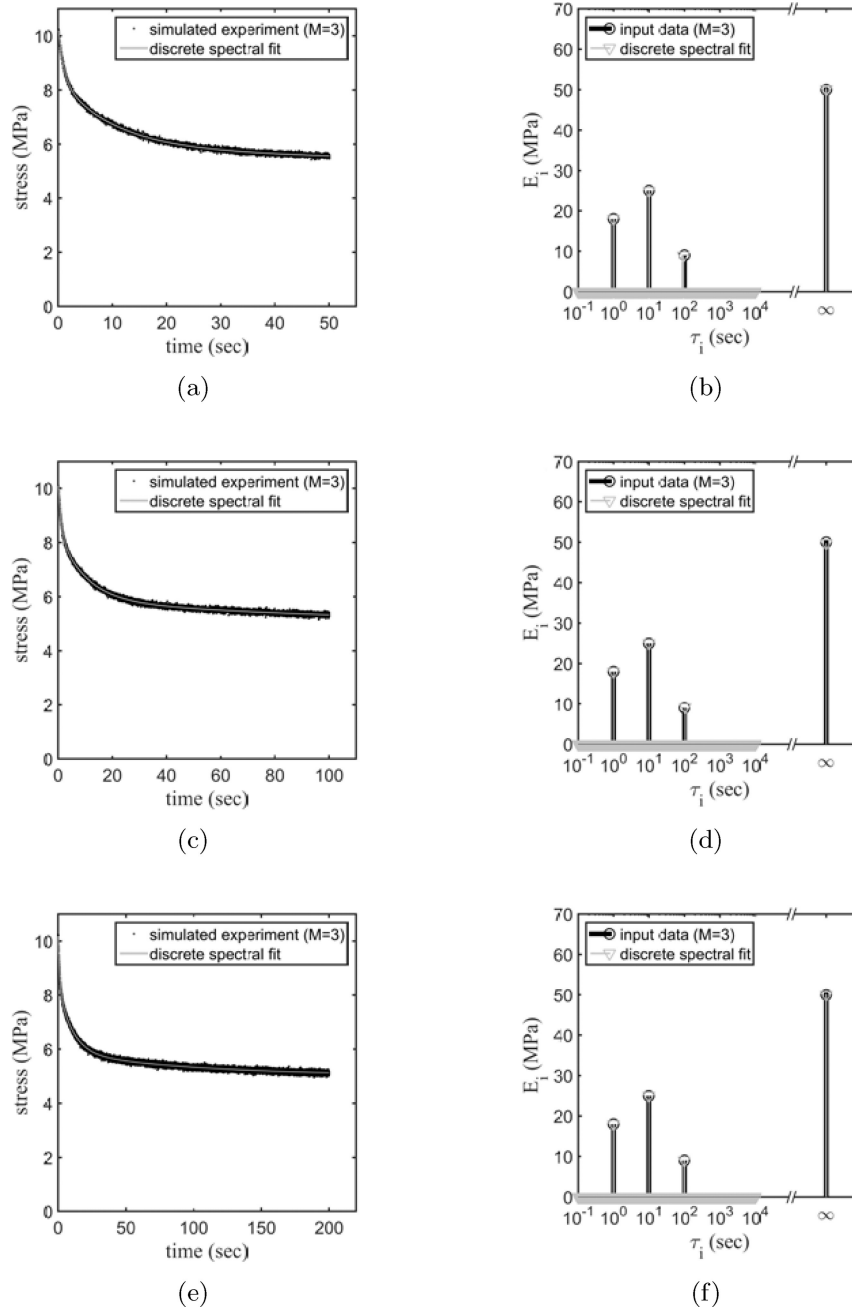 simulated experiment (M=3)
discrete spectral fit
stress (MPa)
10
8
6
4
2
0
0 10 20 30 40 50
time (sec)
(a)
input data (M=3)
discrete spectral fit
E_i (MPa)
70
60
50
40
30
20
10
0
10^-1 10^0 10^1 10^2 10^3 10^4 ∞
τ_i (sec)
(b)
simulated experiment (M=3)
discrete spectral fit
stress (MPa)
10
8
6
4
2
0
0 20 40 60 80 100
time (sec)
(c)
input data (M=3)
discrete spectral fit
E_i (MPa)
70
60
50
40
30
20
10
0
10^-1 10^0 10^1 10^2 10^3 10^4 ∞
τ_i (sec)
(d)
simulated experiment (M=3)
discrete spectral fit
stress (MPa)
10
8
6
4
2
0
0 50 100 150 200
time (sec)
(e)
input data (M=3)
discrete spectral fit
E_i (MPa)
70
60
50
40
30
20
10
0
10^-1 10^0 10^1 10^2 10^3 10^4 ∞
τ_i (sec)
(f)